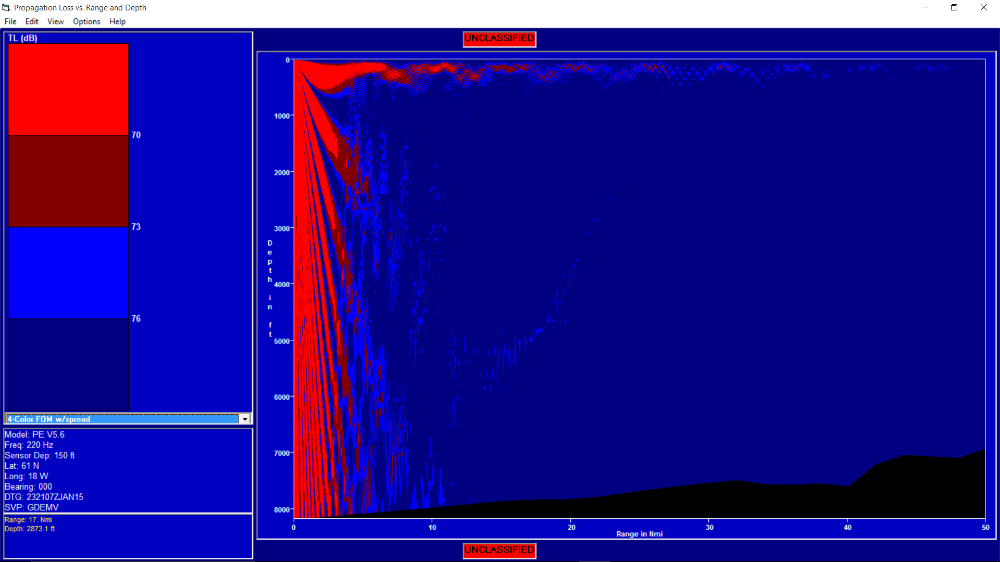 Propagation Loss vs. Range and Depth
File Edit View Options Help
TL (dB)
70
73
76
4-Color FOM w/spread
Model: PE V5.6
Freq: 220 Hz
Sensor Dep: 150 ft
Lat: 61 N
Long: 18 W
Bearing: 000
DTG: 232107ZJAN15
SVP: GDEMV
Range: 17. Nmi
Depth: 2873.1 ft
UNCLASSIFIED
0
1000
2000
3000
4000
5000
6000
7000
8000
Depth in ft
0 10 20 30 40 50
Range in Nmi
UNCLASSIFIED